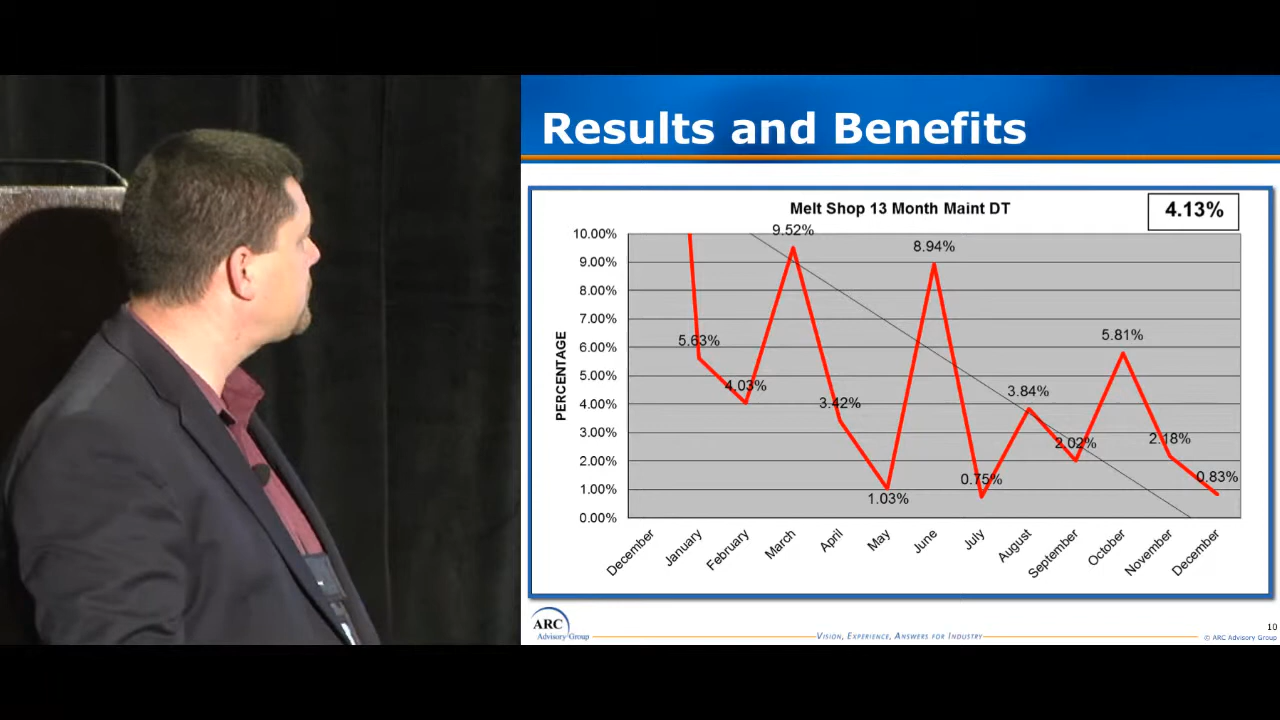 Results and Benefits
Melt Shop 13 Month Maint DT
4.13%
PERCENTAGE
10.00%
9.00%
8.00%
7.00%
6.00%
5.00%
4.00%
3.00%
2.00%
1.00%
0.00%
5.63%
4.03%
9.52%
3.42%
1.03%
8.94%
0.75%
3.84%
2.02%
5.81%
2.18%
0.83%
December
January
February
March
April
May
June
July
August
September
October
November
December
ARC
Advisory Group
VISION, EXPERIENCE, ANSWERS FOR INDUSTRY
10
© ARC Advisory Group